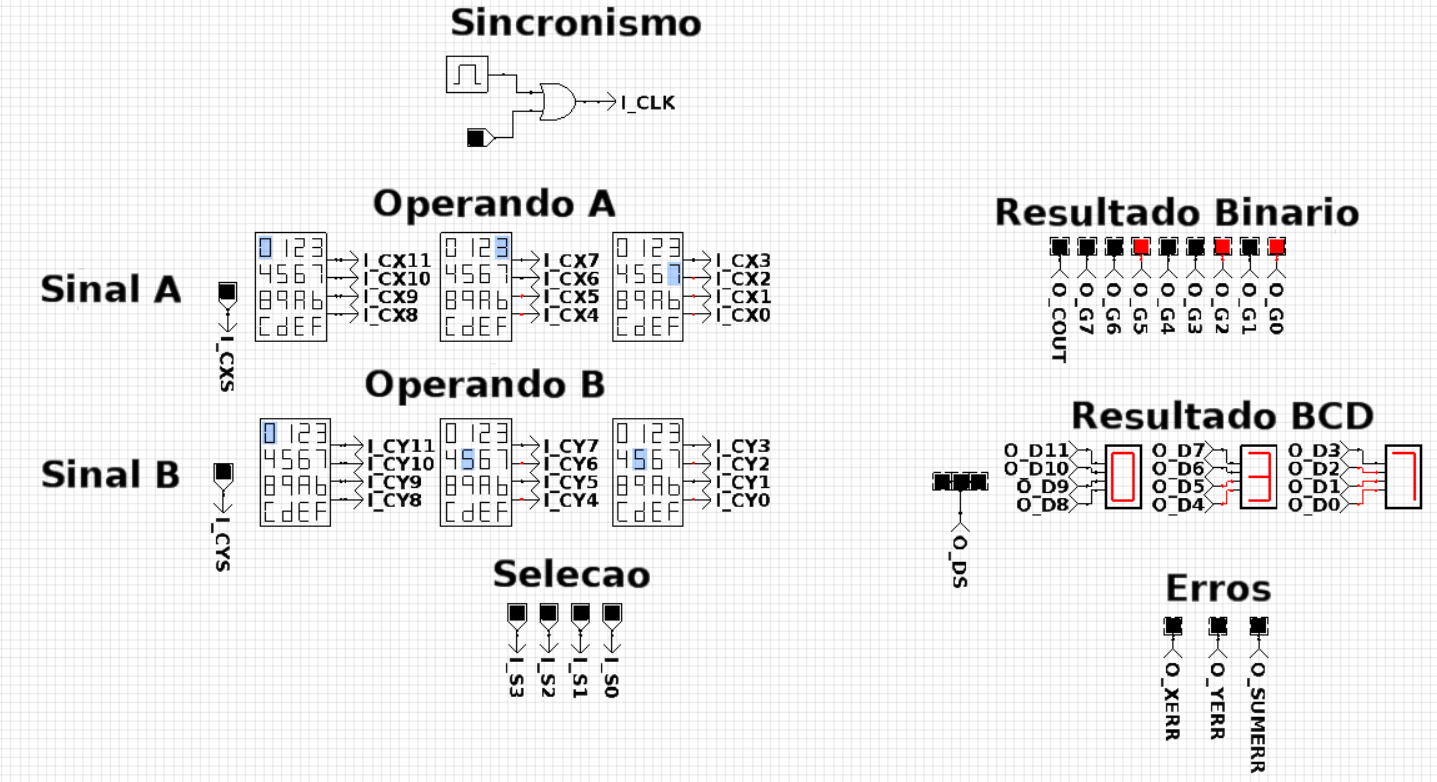 Sincronismo
I_CLK
Operando A
Sinal A
I_CXS
0 1 2 3
4 5 6 7
8 9 A b
C d E F
I_CX11
I_CX10
I_CX9
I_CX8
0 1 2 3
4 5 6 7
8 9 A b
C d E F
I_CX7
I_CX6
I_CX5
I_CX4
0 1 2 3
4 5 6 7
8 9 A b
C d E F
I_CX3
I_CX2
I_CX1
I_CX0
Operando B
Sinal B
I_CYS
0 1 2 3
4 5 6 7
8 9 A b
C d E F
I_CY11
I_CY10
I_CY9
I_CY8
0 1 2 3
4 5 6 7
8 9 A b
C d E F
I_CY7
I_CY6
I_CY5
I_CY4
0 1 2 3
4 5 6 7
8 9 A b
C d E F
I_CY3
I_CY2
I_CY1
I_CY0
Selecao
I_S3
I_S2
I_S1
I_S0
Resultado Binario
O_COUT
O_G7
O_G6
O_G5
O_G4
O_G3
O_G2
O_G1
O_G0
Resultado BCD
O_DS
O_D11
O_D10
O_D9
O_D8
0
O_D7
O_D6
O_D5
O_D4
3
O_D3
O_D2
O_D1
O_D0
7
Erros
O_XERR
O_YERR
O_SUMERR